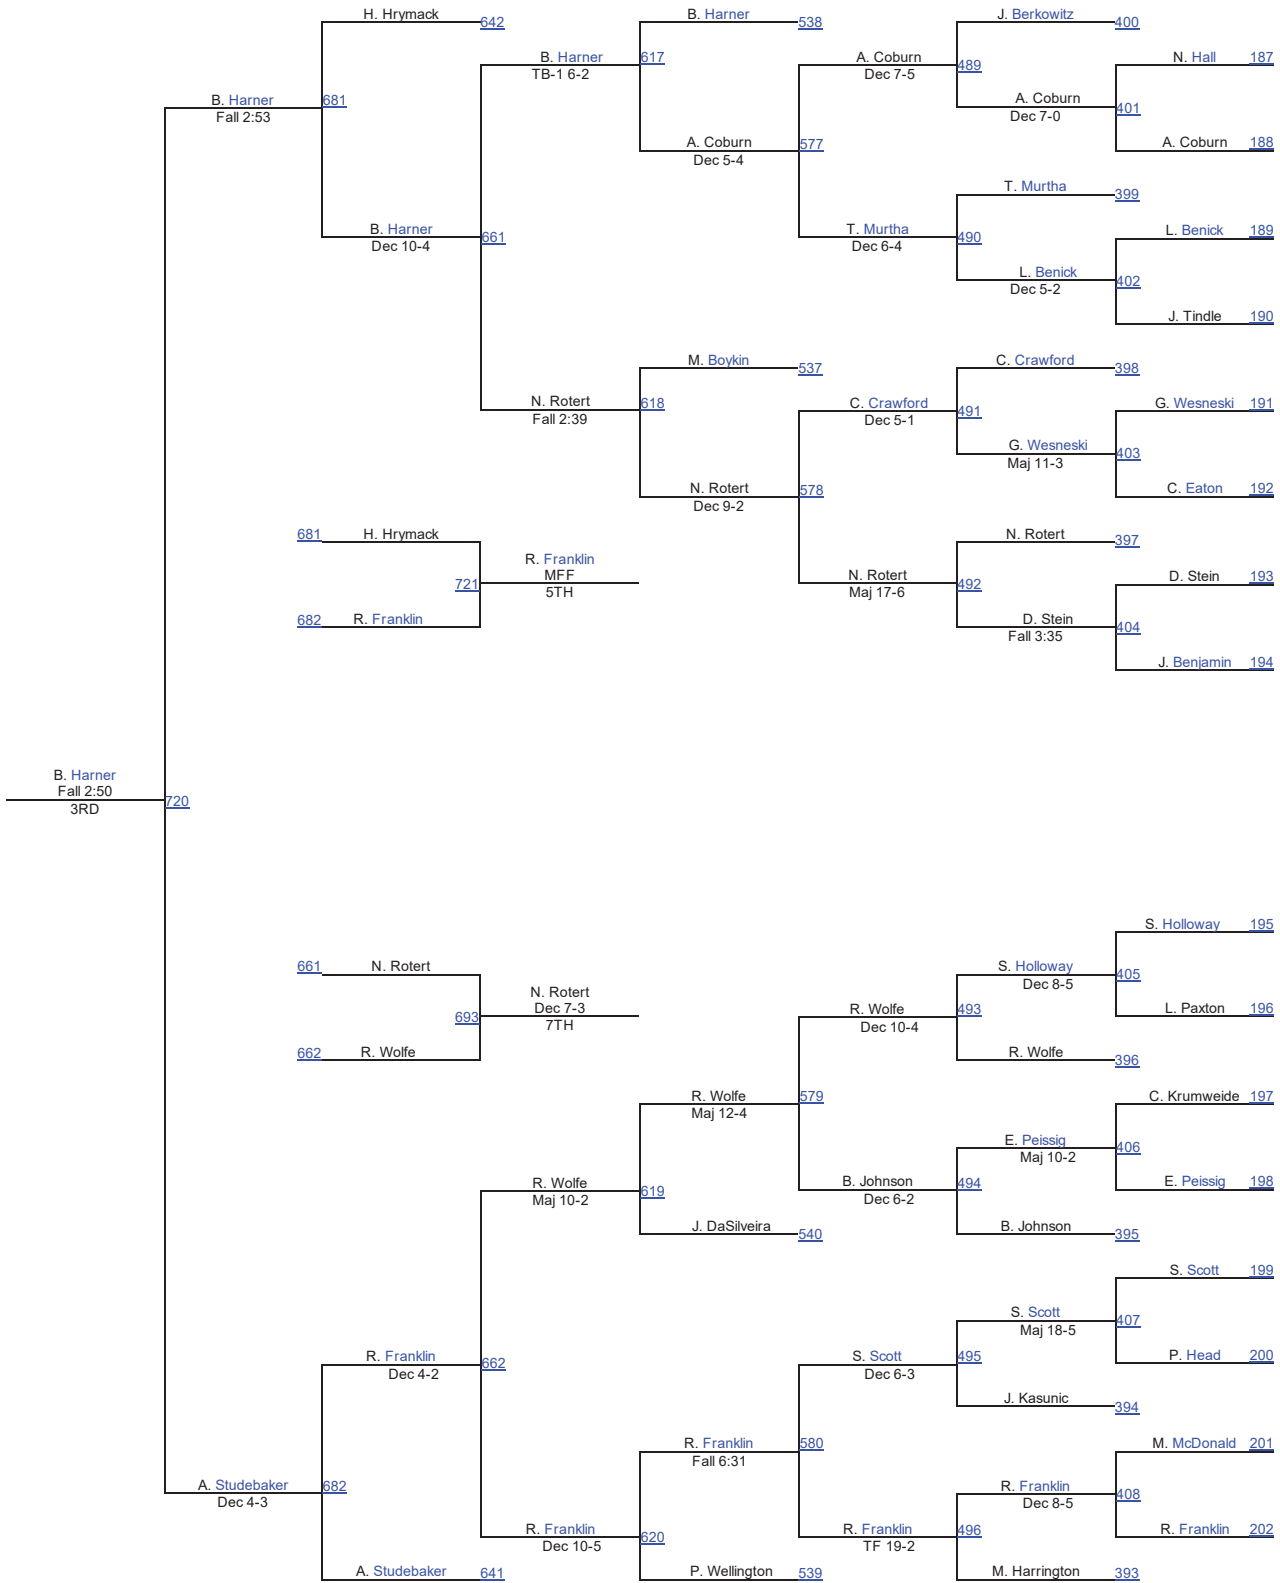 H. Hrymack 642
B. Harner 538
J. Berkowitz 400
N. Hall 187
B. Harner 617
TB-1 6-2
A. Coburn 489
Dec 7-5
A. Coburn 401
Dec 7-0
B. Harner 681
Fall 2:53
A. Coburn 577
Dec 5-4
A. Coburn 188
T. Murtha 399
B. Harner 661
Dec 10-4
T. Murtha 490
Dec 6-4
L. Benick 189
L. Benick 402
Dec 5-2
J. Tindle 190
M. Boykin 537
C. Crawford 398
N. Rotert 618
Fall 2:39
C. Crawford 491
Dec 5-1
G. Wesneski 191
G. Wesneski 403
Maj 11-3
N. Rotert 578
Dec 9-2
C. Eaton 192
681 H. Hrymack
N. Rotert 397
R. Franklin
721 MFF
5TH
N. Rotert 492
Maj 17-6
D. Stein 193
682 R. Franklin
D. Stein 404
Fall 3:35
J. Benjamin 194
B. Harner
Fall 2:50
720
3RD
S. Holloway 195
661 N. Rotert
S. Holloway 405
Dec 8-5
N. Rotert
Dec 7-3
693
7TH
R. Wolfe 493
Dec 10-4
L. Paxton 196
662 R. Wolfe
R. Wolfe 396
R. Wolfe 579
Maj 12-4
C. Krumweide 197
E. Peissig 406
Maj 10-2
R. Wolfe 619
Maj 10-2
B. Johnson 494
Dec 6-2
E. Peissig 198
J. DaSilveira 540
B. Johnson 395
S. Scott 199
S. Scott 407
Maj 18-5
R. Franklin 662
Dec 4-2
S. Scott 495
Dec 6-3
P. Head 200
J. Kasunic 394
R. Franklin 580
Fall 6:31
M. McDonald 201
A. Studebaker 682
Dec 4-3
R. Franklin 408
Dec 8-5
R. Franklin 620
Dec 10-5
R. Franklin 496
TF 19-2
R. Franklin 202
A. Studebaker 641
P. Wellington 539
M. Harrington 393